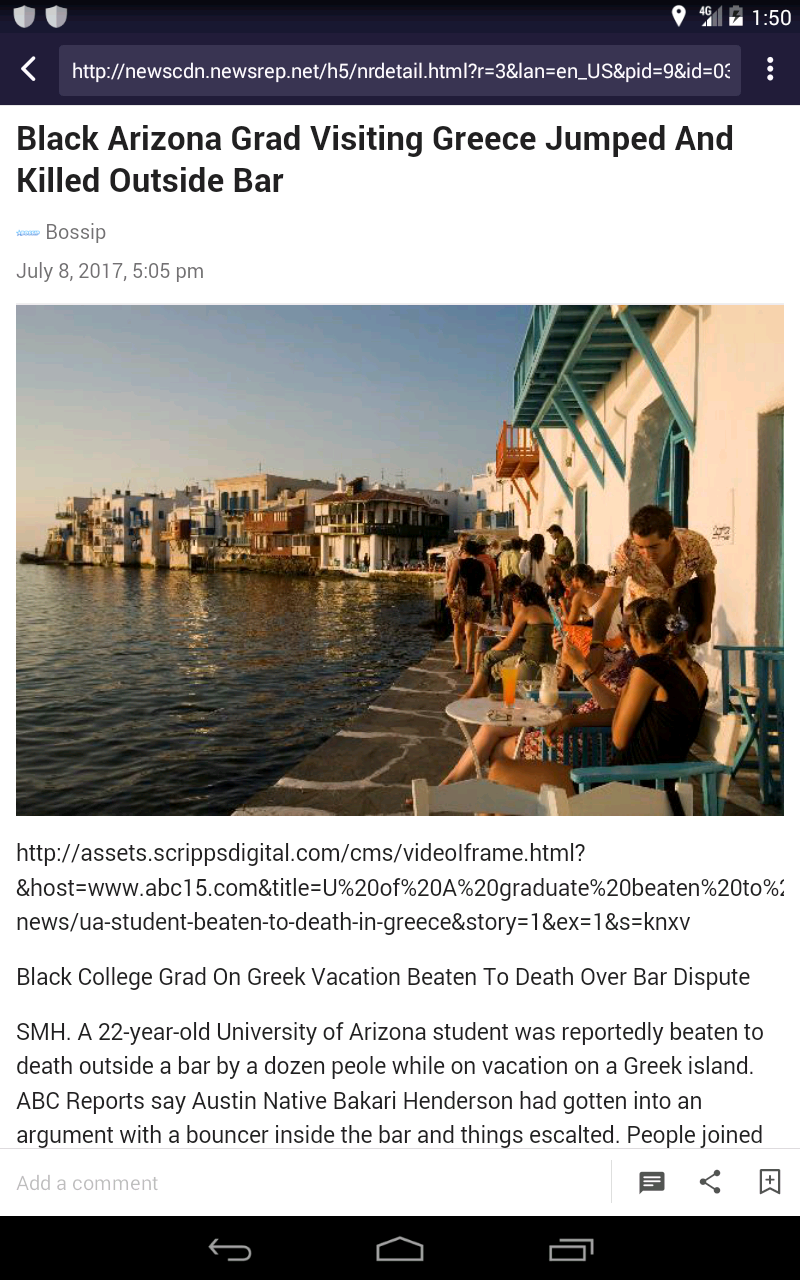 4G 1:50
http://newscdn.newsrep.net/h5/nrdetail.html?r=3&lan=en_US&pid=9&id=03
Black Arizona Grad Visiting Greece Jumped And
Killed Outside Bar
Bossip
July 8, 2017, 5:05 pm
http://assets.scrippsdigital.com/cms/videoIframe.html?
&host=www.abc15.com&title=U%20of%20A%20graduate%20beaten%20to%2
news/ua-student-beaten-to-death-in-greece&story=1&ex=1&s=knxv
Black College Grad On Greek Vacation Beaten To Death Over Bar Dispute
SMH. A 22-year-old University of Arizona student was reportedly beaten to
death outside a bar by a dozen peole while on vacation on a Greek island.
ABC Reports say Austin Native Bakari Henderson had gotten into an
argument with a bouncer inside the bar and things escalted. People joined
Add a comment